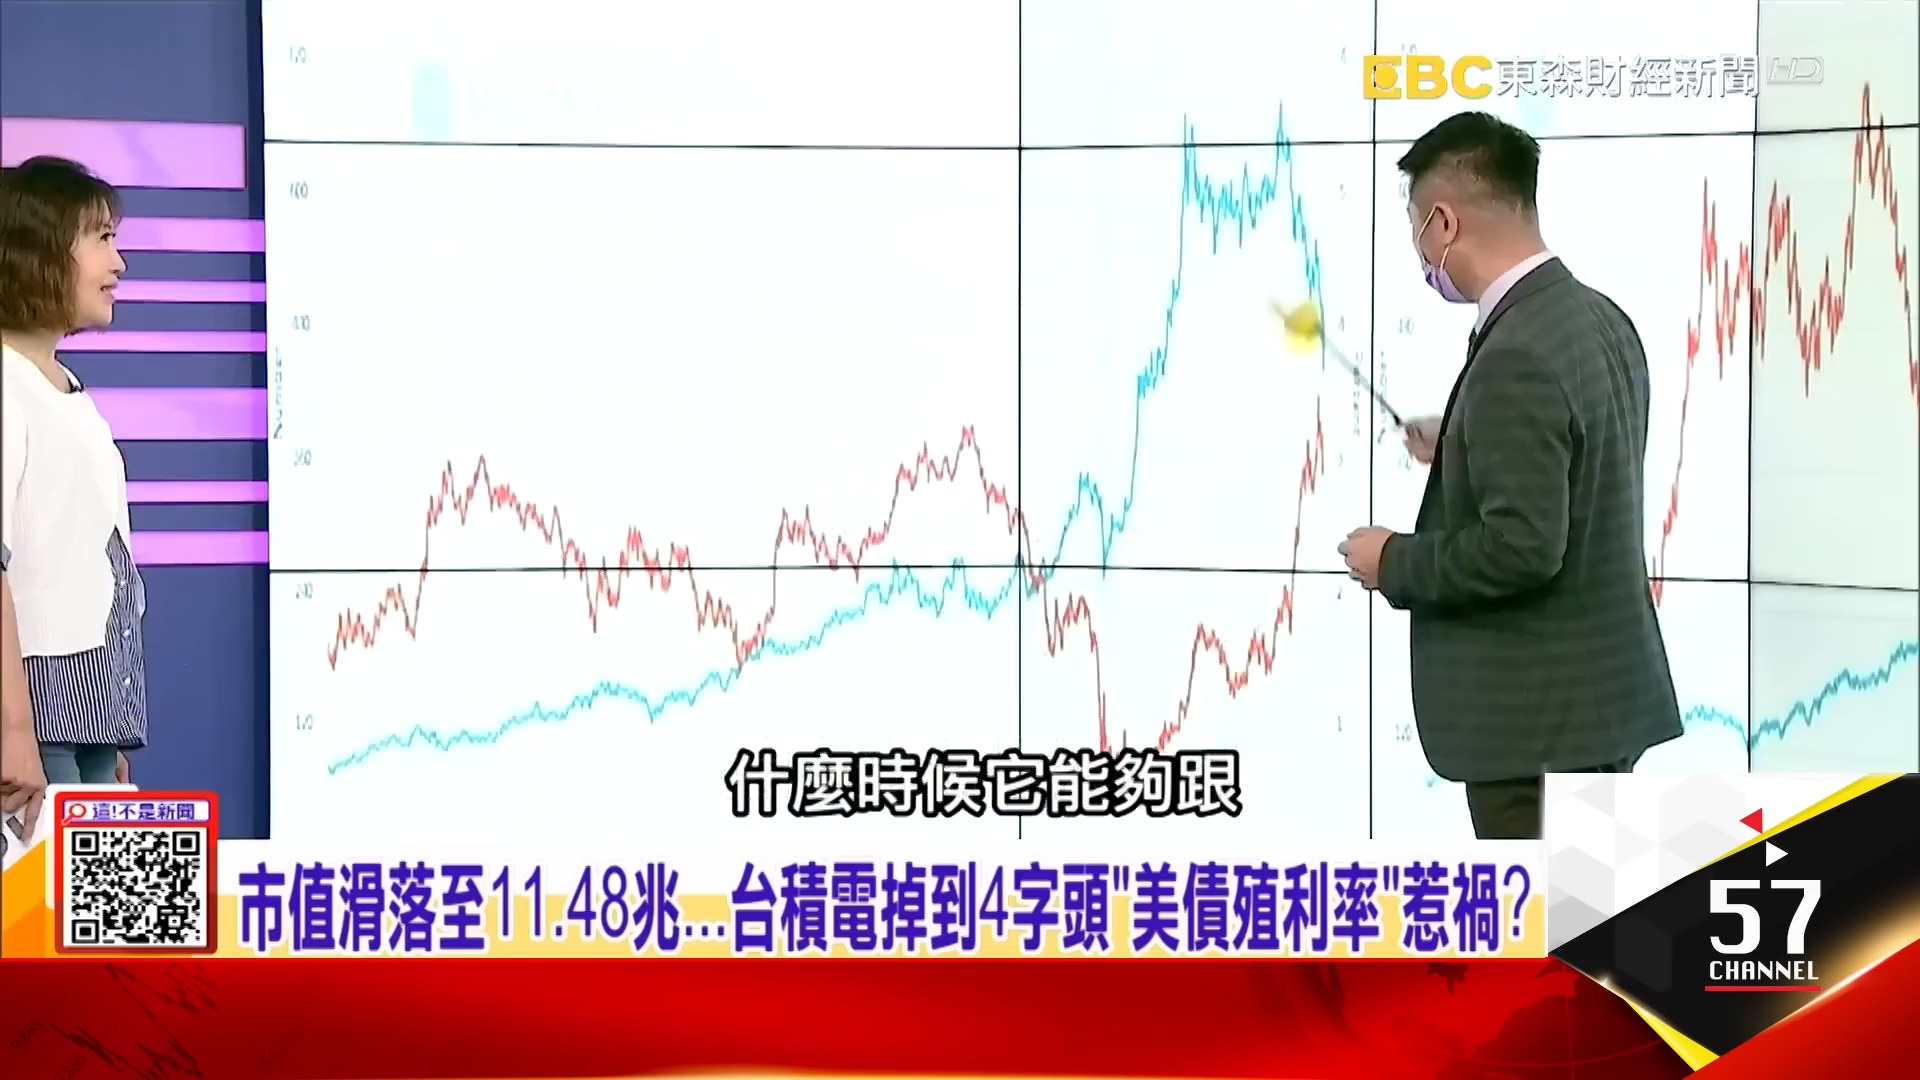 EBC東森財經新聞 HD
什麼時候它能夠跟
這!不是新聞
市值滑落至11.48兆...台積電掉到4字頭"美債殖利率"惹禍?
57
CHANNEL